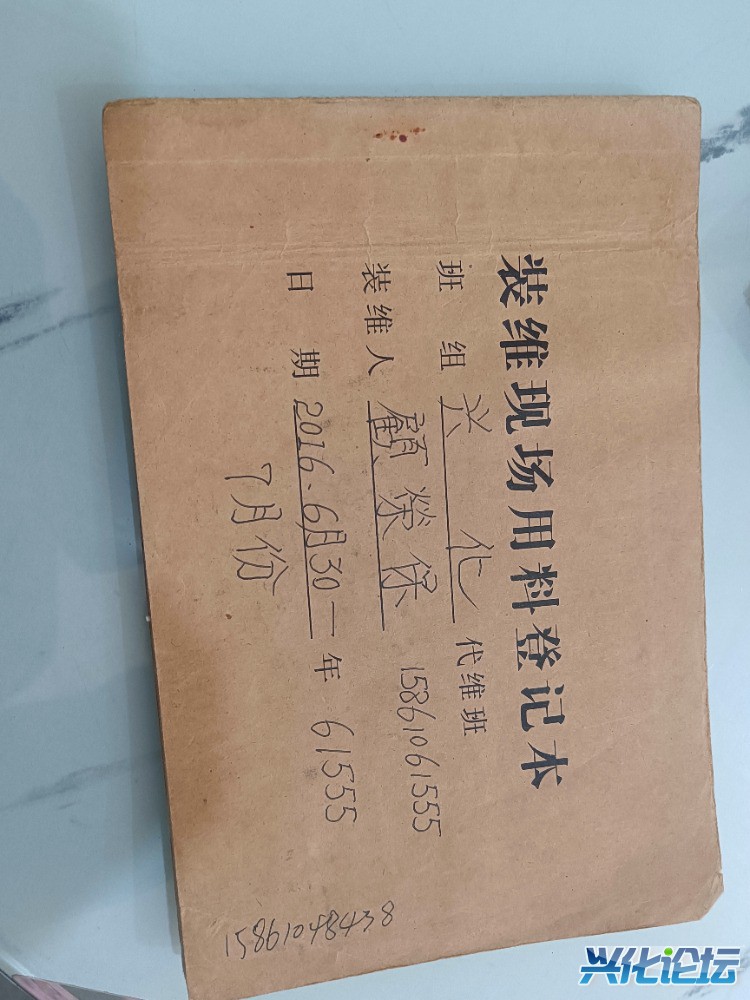 装维现场用料登记本
班 组 兴 化 代维班
装维人 顧荣保 15861061555
日 期 2016.6月30一 年 61555
7月份
15861048438
兴化论坛